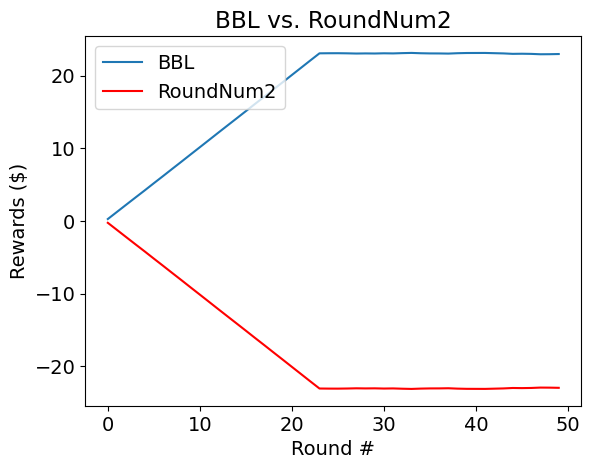 BBL vs. RoundNum2
BBL
RoundNum2
Rewards ($)
20
10
0
−10
−20
0 10 20 30 40 50
Round #